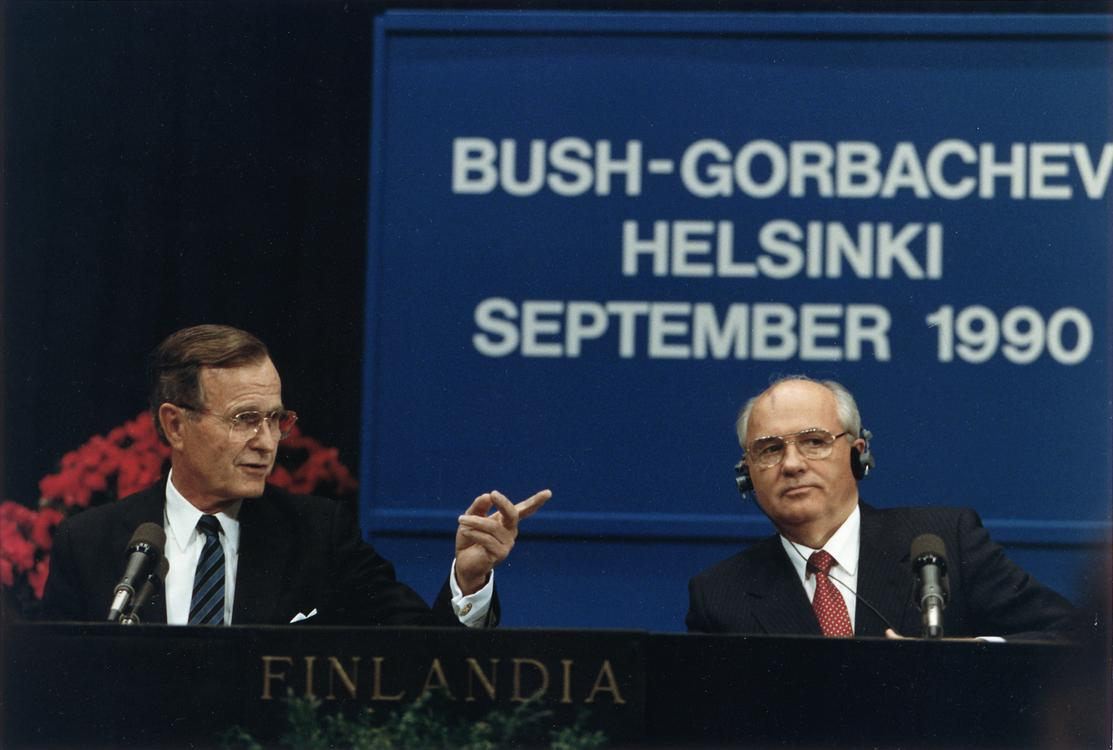 BUSH-GORBACHEV
HELSINKI
SEPTEMBER 1990
FINLANDIA